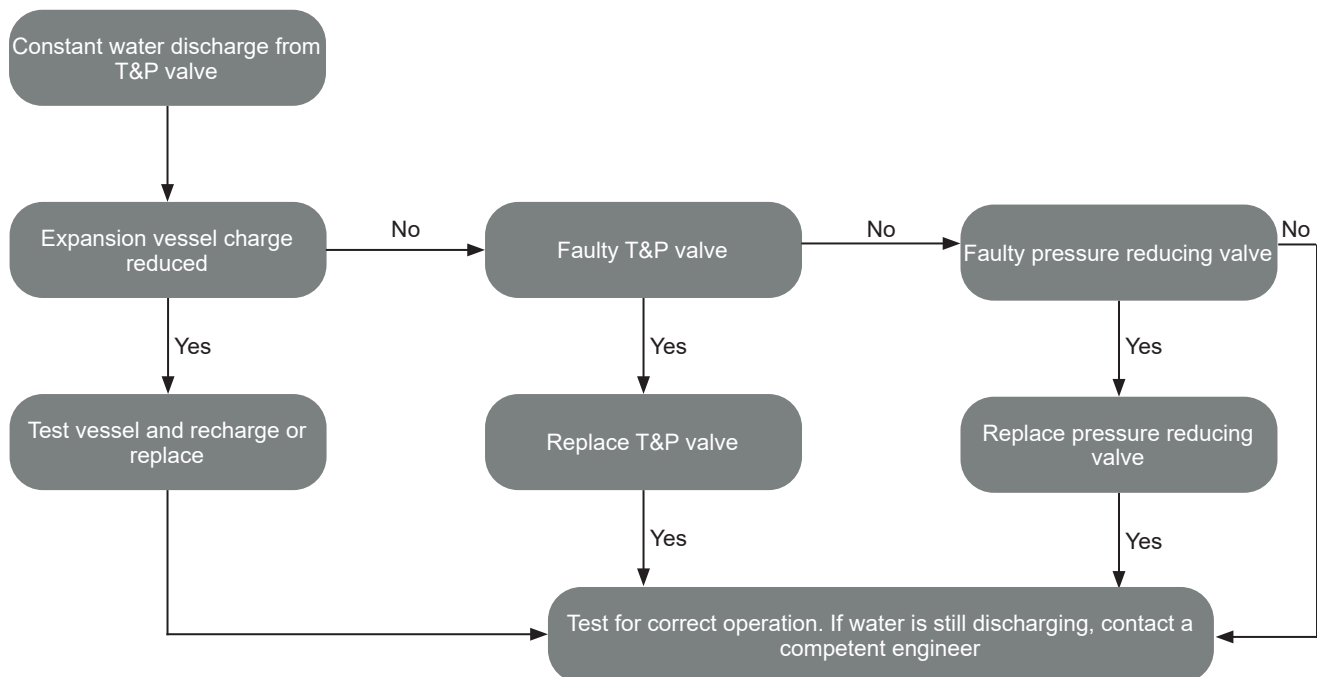 Constant water discharge from
T&P valve
Expansion vessel charge
reduced
No
Faulty T&P valve
No
Faulty pressure reducing valve
No
Yes
Yes
Yes
Test vessel and recharge or
replace
Replace T&P valve
Replace pressure reducing
valve
Yes
Yes
Test for correct operation. If water is still discharging, contact a
competent engineer